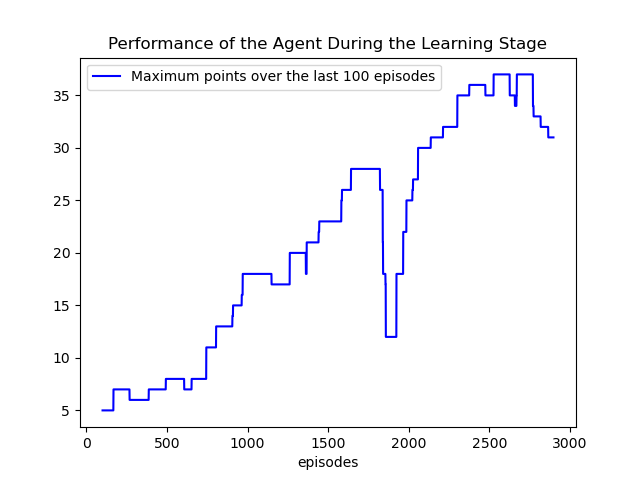 Performance of the Agent During the Learning Stage
Maximum points over the last 100 episodes
35
30
25
20
15
10
5
0 500 1000 1500 2000 2500 3000
episodes